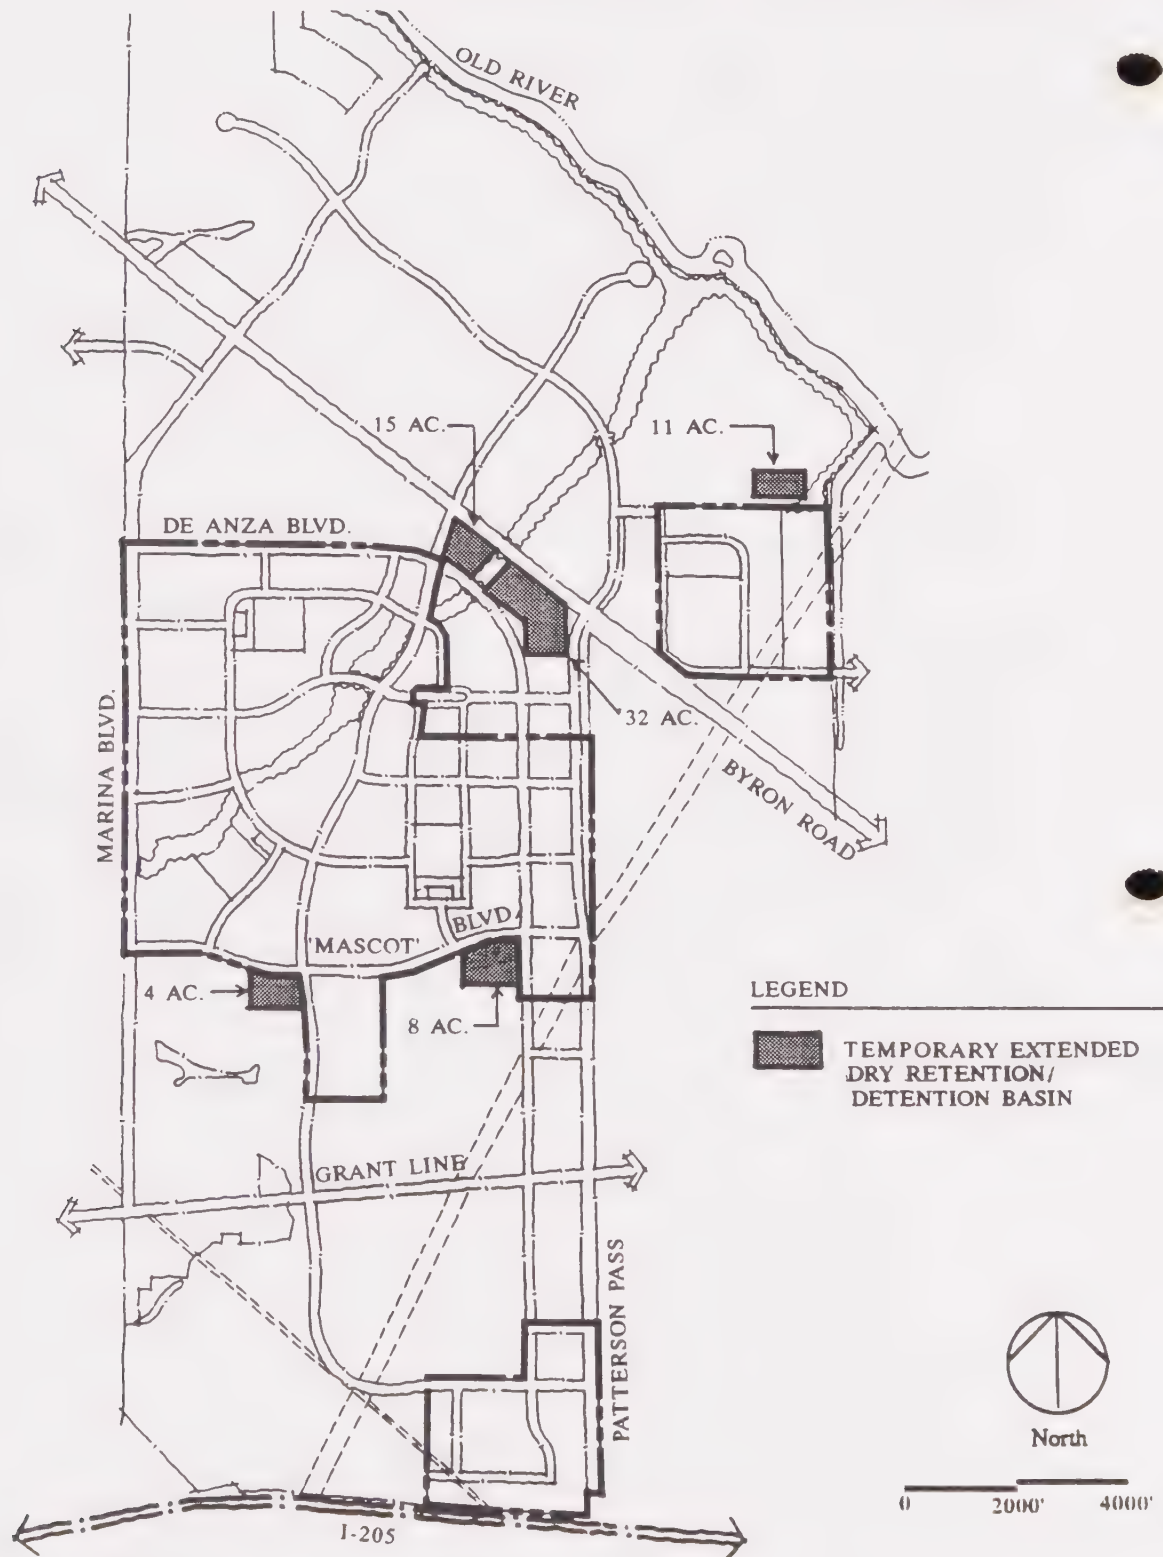 OLD RIVER
15 AC.
11 AC.
DE ANZA BLVD.
32 AC.
MARINA BLVD.
BYRON ROAD
'MASCOT' BLVD.
4 AC.
8 AC.
LEGEND
TEMPORARY EXTENDED
DRY RETENTION/
DETENTION BASIN
GRANT LINE
PATTERSON PASS
North
0 2000' 4000'
I-205